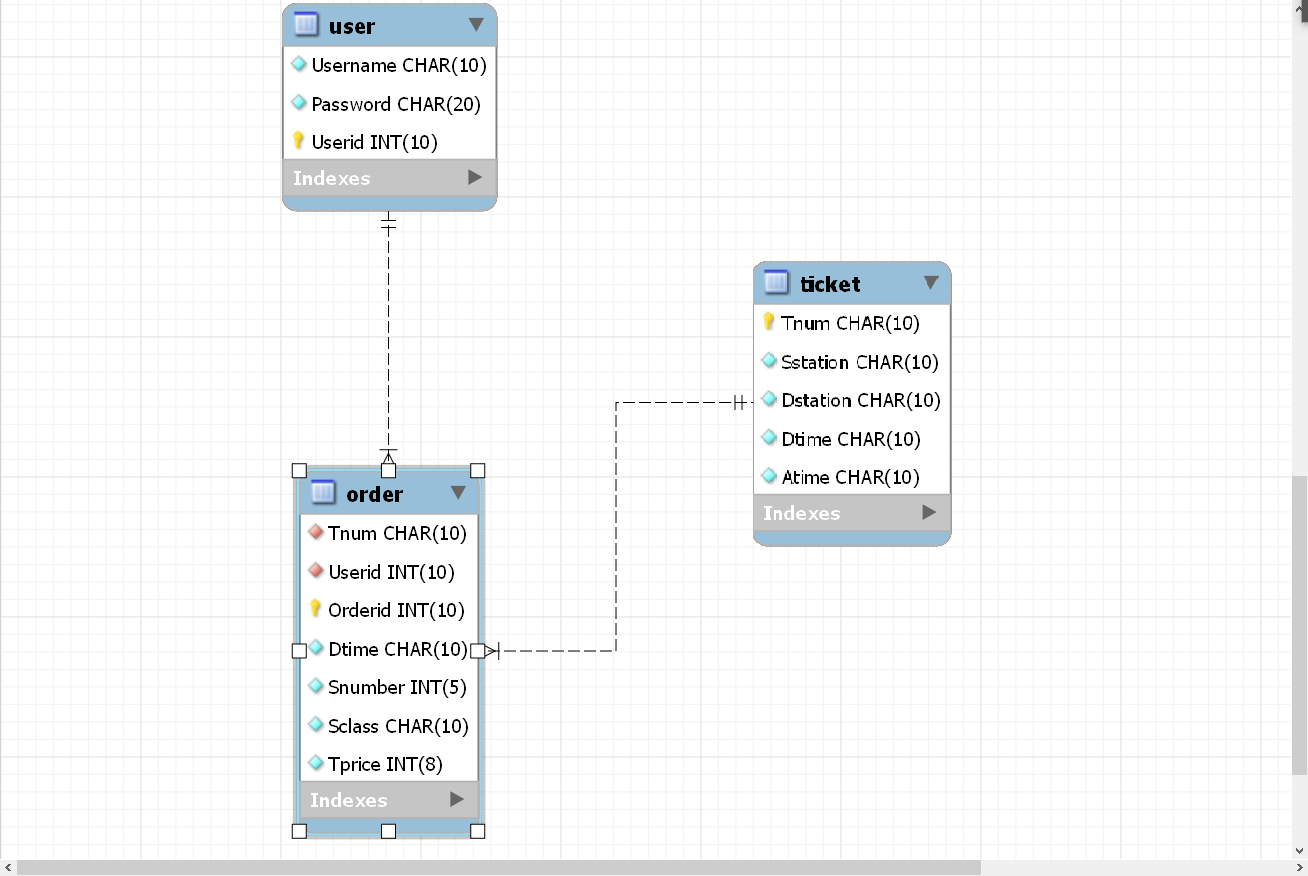 user
Username CHAR(10)
Password CHAR(20)
Userid INT(10)
Indexes
ticket
Tnum CHAR(10)
Sstation CHAR(10)
Dstation CHAR(10)
Dtime CHAR(10)
Atime CHAR(10)
Indexes
order
Tnum CHAR(10)
Userid INT(10)
Orderid INT(10)
Dtime CHAR(10)
Snumber INT(5)
Sclass CHAR(10)
Tprice INT(8)
Indexes